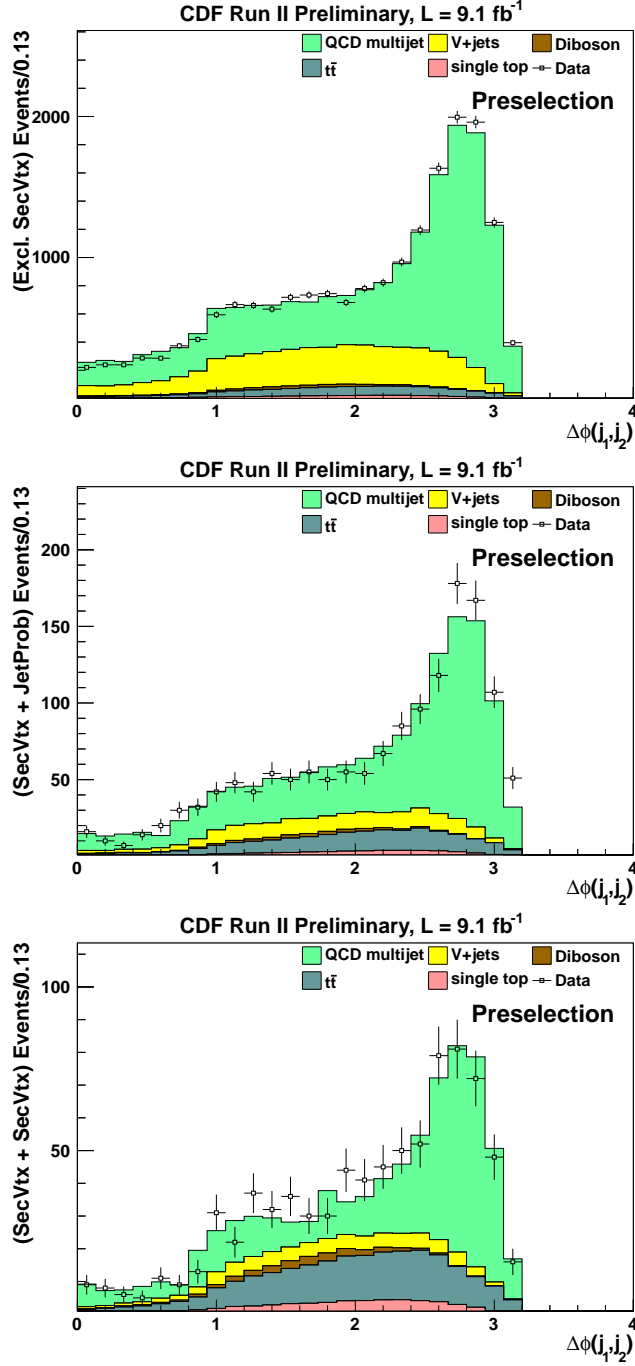 CDF Run II Preliminary, L = 9.1 fb⁻¹
QCD multijet V+jets Diboson
tt̄ single top Data
Preselection
(Excl. SecVtx) Events/0.13
2000
1000
0 1 2 3 4
Δϕ(j₁,j₂)
CDF Run II Preliminary, L = 9.1 fb⁻¹
QCD multijet V+jets Diboson
tt̄ single top Data
Preselection
(SecVtx + JetProb) Events/0.13
200
150
100
50
0 1 2 3 4
Δϕ(j₁,j₂)
CDF Run II Preliminary, L = 9.1 fb⁻¹
QCD multijet V+jets Diboson
tt̄ single top Data
Preselection
(SecVtx + SecVtx) Events/0.13
100
50
0 1 2 3 4
Δϕ(j₁,j₂)